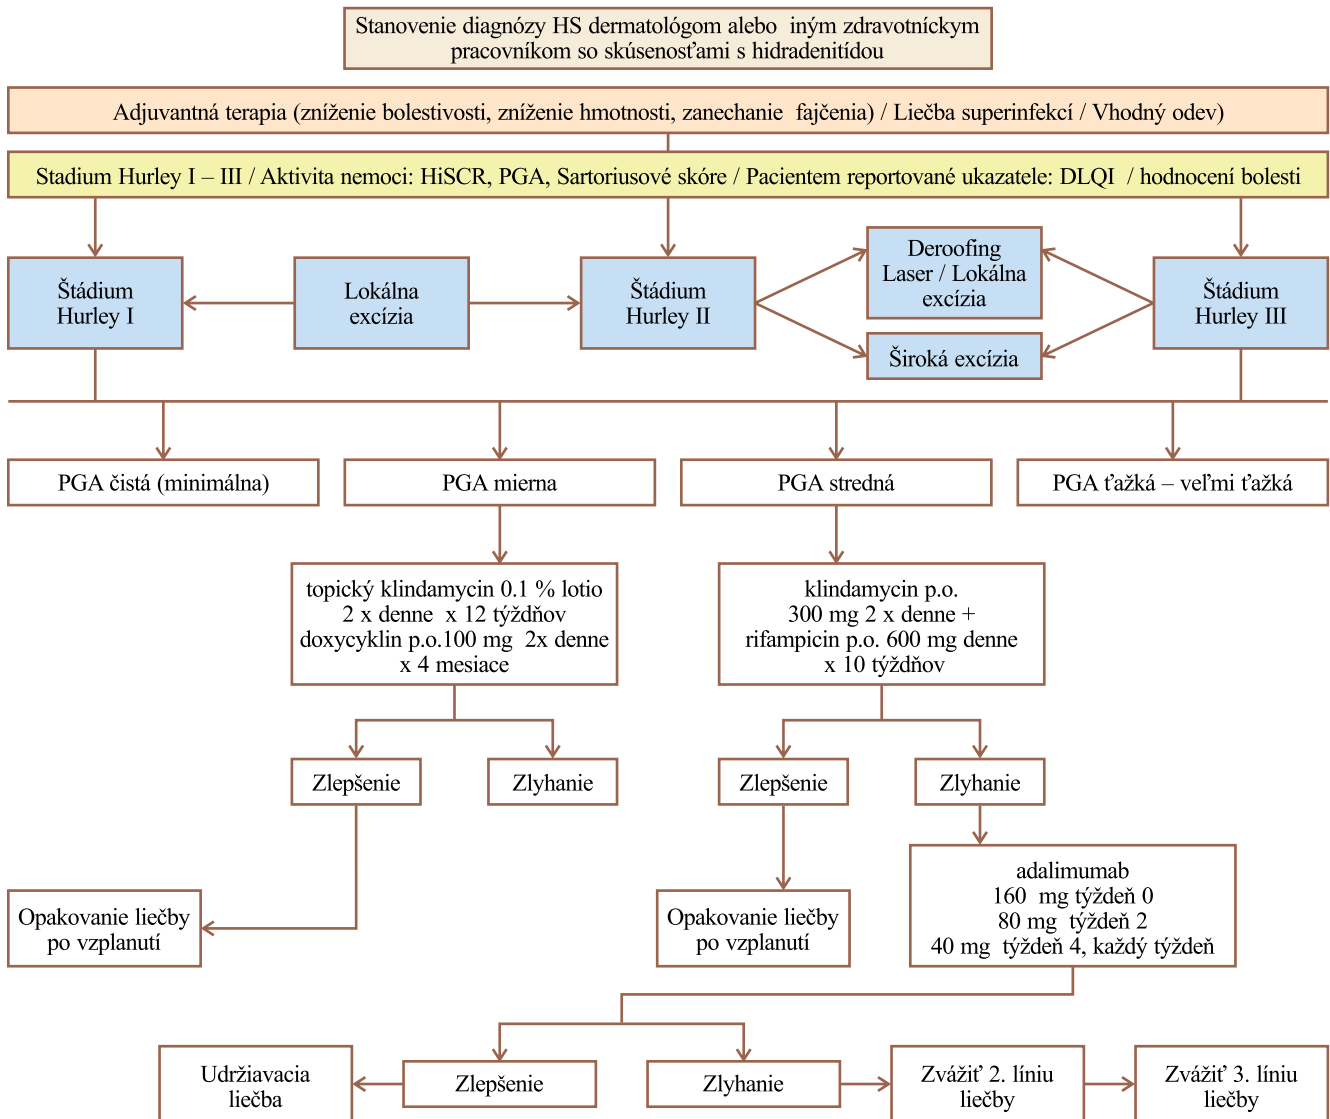 Stanovenie diagnózy HS dermatológom alebo iným zdravotníckym
pracovníkom so skúsenosťami s hidradenitídou
Adjuvantná terapia (zníženie bolestivosti, zníženie hmotnosti, zanechanie fajčenia) / Liečba superinfekcí / Vhodný odev)
Stadium Hurley I – III / Aktivita nemoci: HiSCR, PGA, Sartoriusové skóre / Pacientem reportované ukazatele: DLQI / hodnocení bolesti
Štádium
Hurley I
Lokálna
excízia
Štádium
Hurley II
Deroofing
Laser / Lokálna
excízia
Široká excízia
Štádium
Hurley III
PGA čistá (minimálna)
PGA mierna
PGA stredná
PGA ťažká – veľmi ťažká
topický klindamycin 0.1 % lotio
2 x denne x 12 týždňov
doxycyklin p.o.100 mg 2x denne
x 4 mesiace
klindamycin p.o.
300 mg 2 x denne +
rifampicin p.o. 600 mg denne
x 10 týždňov
Zlepšenie
Zlyhanie
Zlepšenie
Zlyhanie
Opakovanie liečby
po vzplanutí
Opakovanie liečby
po vzplanutí
adalimumab
160 mg týždeň 0
80 mg týždeň 2
40 mg týždeň 4, každý týždeň
Udržiavacia
liečba
Zlepšenie
Zlyhanie
Zvážiť 2. líniu
liečby
Zvážiť 3. líniu
liečby